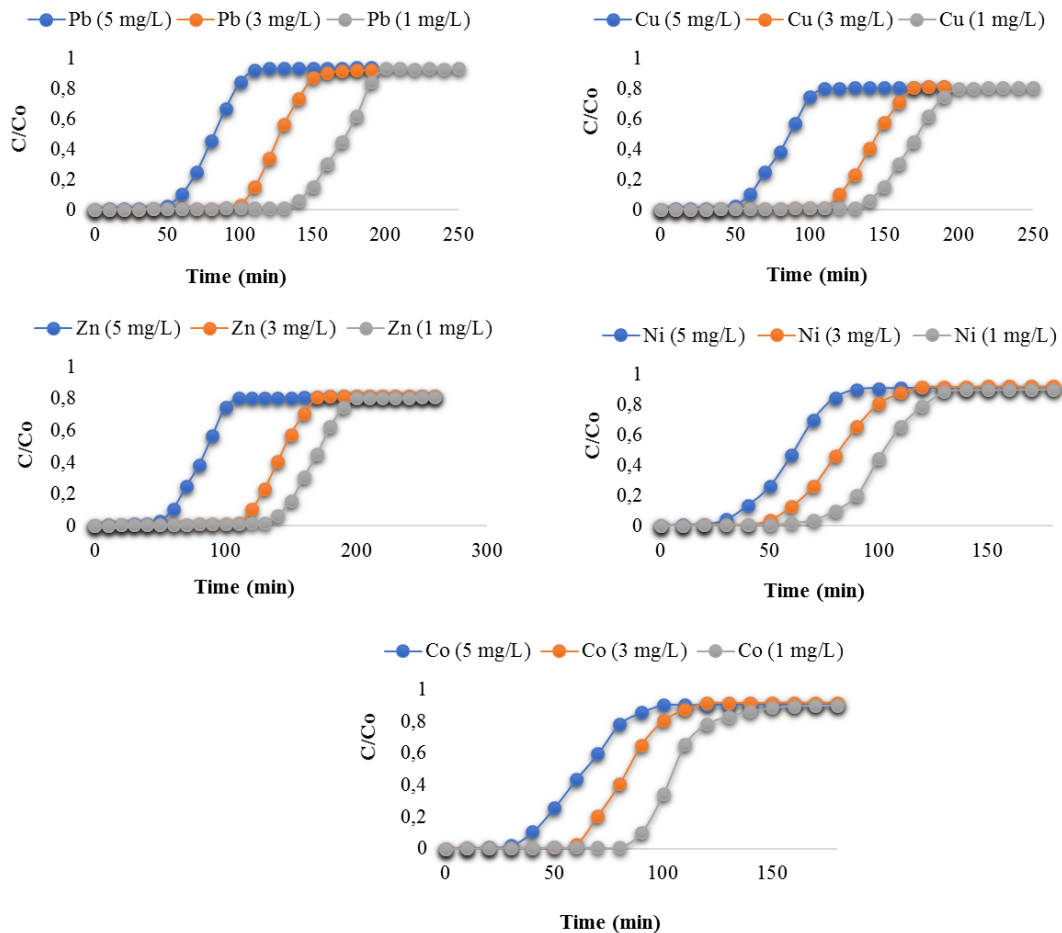 Pb (5 mg/L) Pb (3 mg/L) Pb (1 mg/L)
C/Co
1
0,8
0,6
0,4
0,2
0
0 50 100 150 200 250
Time (min)
Cu (5 mg/L) Cu (3 mg/L) Cu (1 mg/L)
C/Co
1
0,8
0,6
0,4
0,2
0
0 50 100 150 200 250
Time (min)
Zn (5 mg/L) Zn (3 mg/L) Zn (1 mg/L)
C/Co
1
0,8
0,6
0,4
0,2
0
0 100 200 300
Time (min)
Ni (5 mg/L) Ni (3 mg/L) Ni (1 mg/L)
C/Co
1
0,8
0,6
0,4
0,2
0
0 50 100 150
Time (min)
Co (5 mg/L) Co (3 mg/L) Co (1 mg/L)
C/Co
1
0,8
0,6
0,4
0,2
0
0 50 100 150
Time (min)